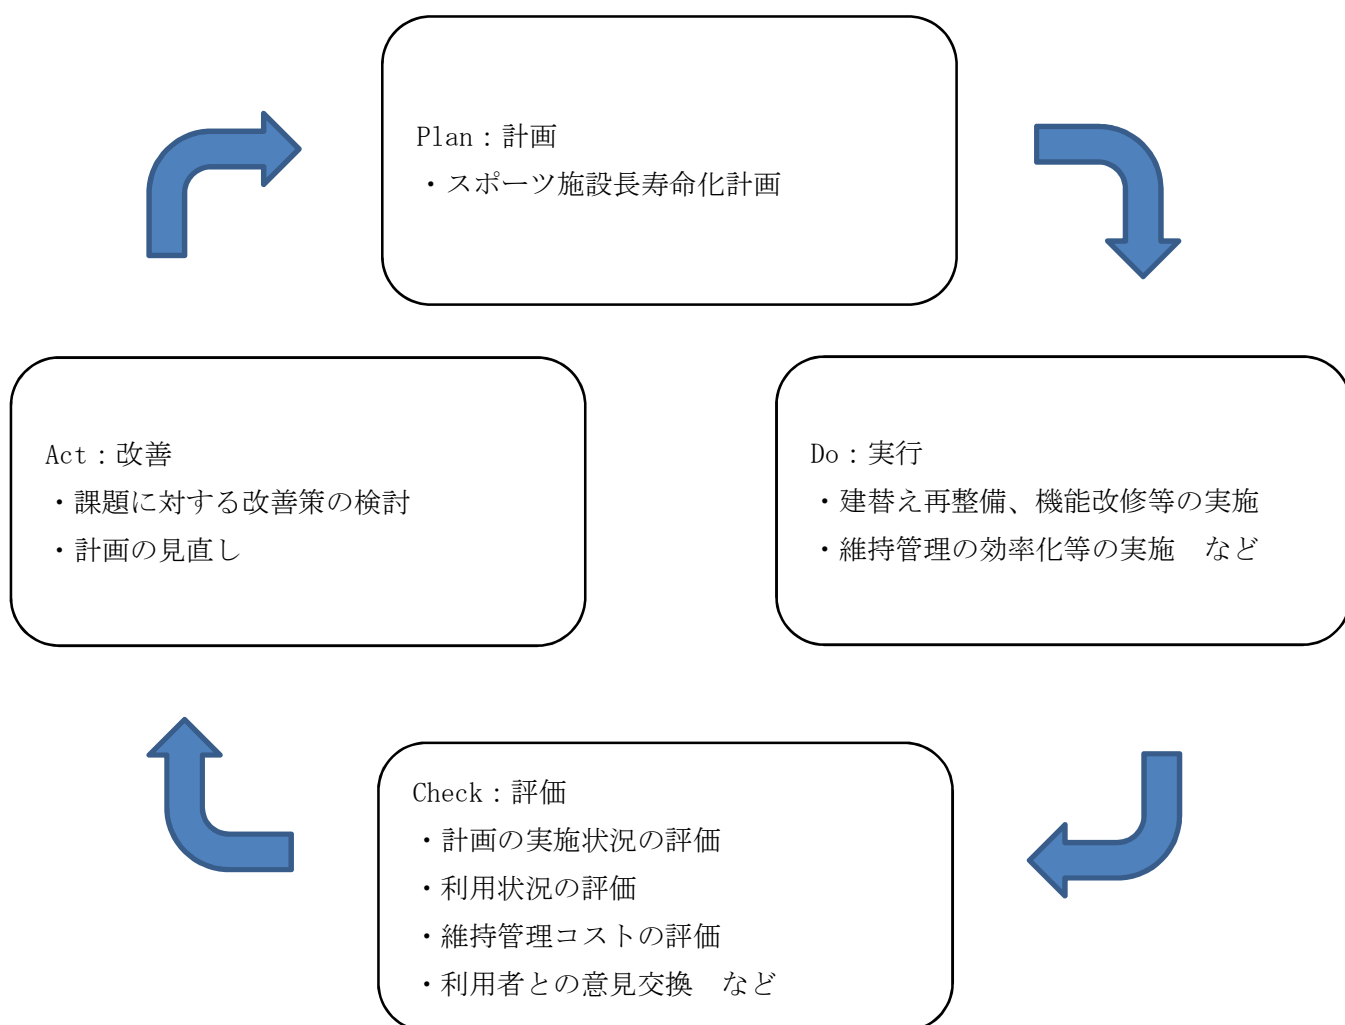 Plan:計画
・スポーツ施設長寿命化計画
Act:改善
・課題に対する改善策の検討
・計画の見直し
Do:実行
・建替え再整備、機能改修等の実施
・維持管理の効率化等の実施　など
Check:評価
・計画の実施状況の評価
・利用状況の評価
・維持管理コストの評価
・利用者との意見交換　など